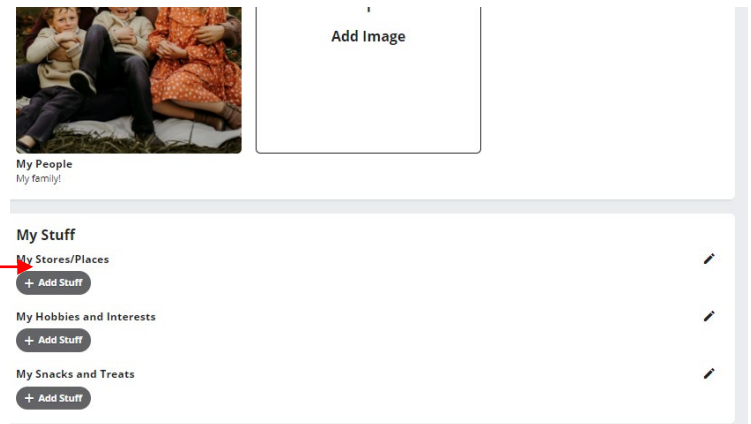 Add Image
My People
My family!
My Stuff
My Stores/Places
+ Add Stuff
My Hobbies and Interests
+ Add Stuff
My Snacks and Treats
+ Add Stuff